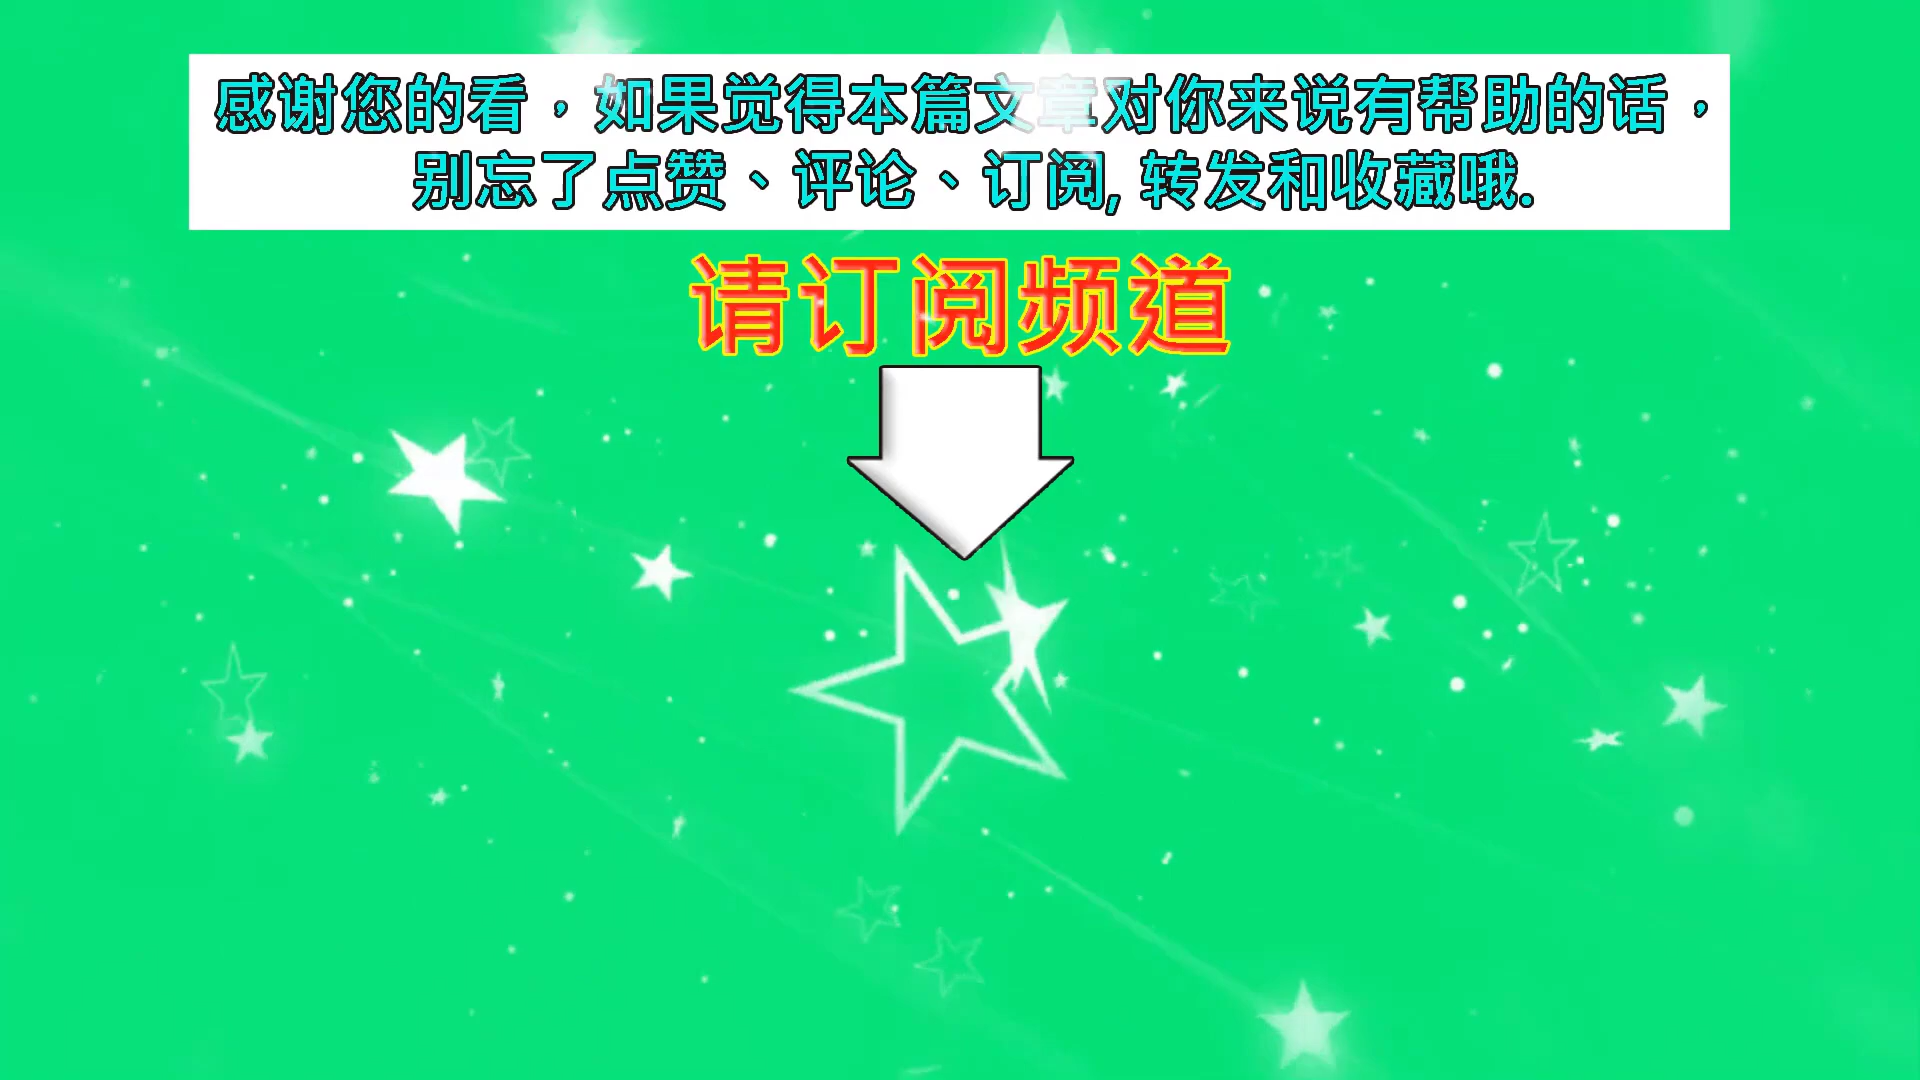 感谢您的看，如果觉得本篇文章对你来说有帮助的话，
别忘了点赞、评论、订阅, 转发和收藏哦.
请订阅频道